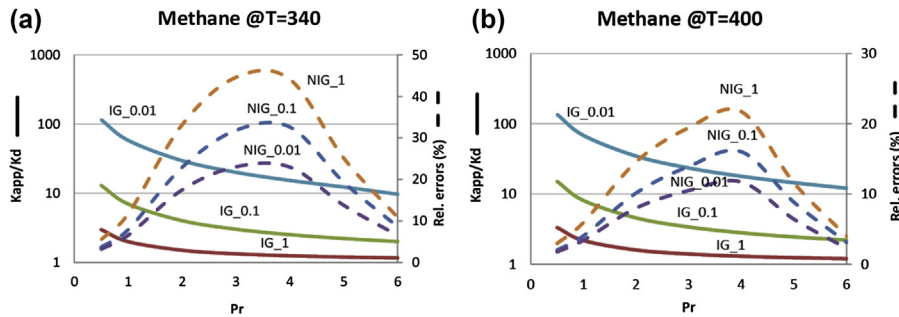 (a) Methane @T=340
1000
100
10
1
Kapp/Kd
50
40
30
20
10
0
Rel. errors (%)
IG_0.01
NIG_1
NIG_0.1
NIG_0.01
IG_0.1
IG_1
0 1 2 3 4 5 6
Pr
(b) Methane @T=400
1000
100
10
1
Kapp/Kd
30
20
10
0
Rel. errors (%)
IG_0.01
NIG_1
NIG_0.1
NIG_0.01
IG_0.1
IG_1
0 1 2 3 4 5 6
Pr